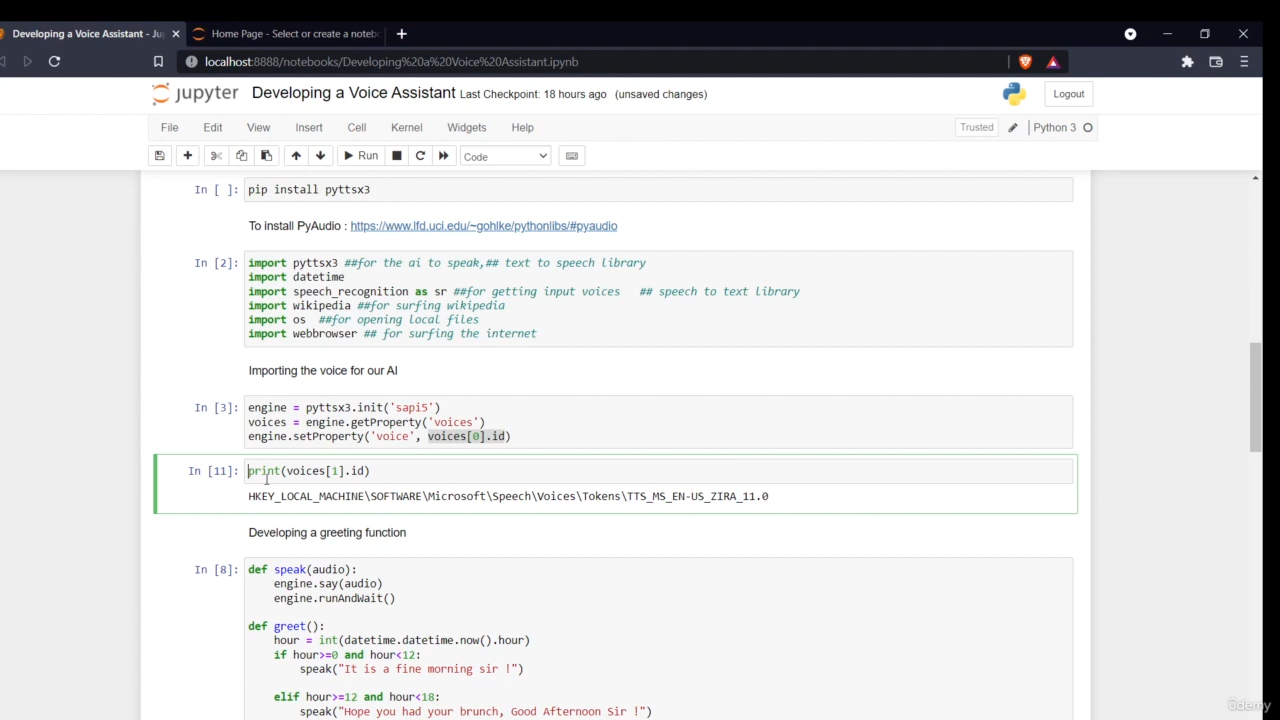 Developing a Voice Assistant - Ju
Home Page - Select or create a notebo
localhost:8888/notebooks/Developing%20a%20Voice%20Assistant.ipynb
jupyter Developing a Voice Assistant Last Checkpoint: 18 hours ago (unsaved changes) Logout
File Edit View Insert Cell Kernel Widgets Help Trusted Python 3
Run Code
In [ ]: pip install pyttsx3
To install PyAudio : https://www.lfd.uci.edu/~gohlke/pythonlibs/#pyaudio
In [2]: import pyttsx3 ##for the ai to speak,## text to speech library
import datetime
import speech_recognition as sr ##for getting input voices ## speech to text library
import wikipedia ##for surfing wikipedia
import os ##for opening local files
import webbrowser ## for surfing the internet
Importing the voice for our AI
In [3]: engine = pyttsx3.init('sapi5')
voices = engine.getProperty('voices')
engine.setProperty('voice', voices[0].id)
In [11]: print(voices[1].id)
HKEY_LOCAL_MACHINE\SOFTWARE\Microsoft\Speech\Voices\Tokens\TTS_MS_EN-US_ZIRA_11.0
Developing a greeting function
In [8]: def speak(audio):
engine.say(audio)
engine.runAndWait()
def greet():
hour = int(datetime.datetime.now().hour)
if hour>=0 and hour<12:
speak("It is a fine morning sir !")
elif hour>=12 and hour<18:
speak("Hope you had your brunch, Good Afternoon Sir !")
ûdemy